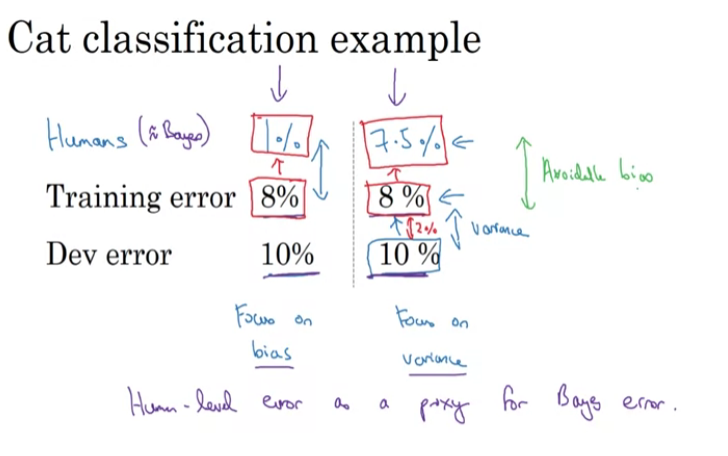 Cat classification example
Humans (≈ Bayes) 1% 7.5%
Avoidable bias
Training error 8% 8 %
2% Variance
Dev error 10% 10 %
Focus on bias
Focus on variance
Human-level error as a proxy for Bayes error.